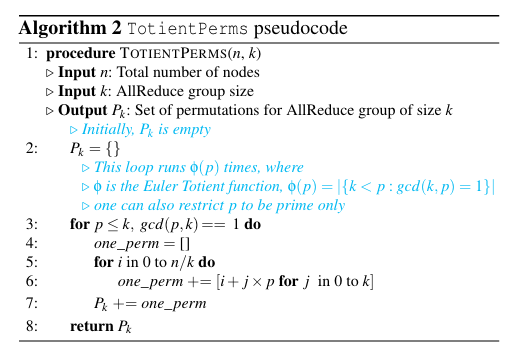 Algorithm 2 TotientPerms pseudocode
1: procedure TOTIENTPERMS(n, k)
▷ Input n: Total number of nodes
▷ Input k: AllReduce group size
▷ Output Pₖ: Set of permutations for AllReduce group of size k
▷ Initially, Pₖ is empty
2: Pₖ = {}
▷ This loop runs ϕ(p) times, where
▷ ϕ is the Euler Totient function, ϕ(p) = |{k < p : gcd(k, p) = 1}|
▷ one can also restrict p to be prime only
3: for p ≤ k, gcd(p, k) == 1 do
4: one_perm = []
5: for i in 0 to n/k do
6: one_perm += [i + j × p for j in 0 to k]
7: Pₖ += one_perm
8: return Pₖ